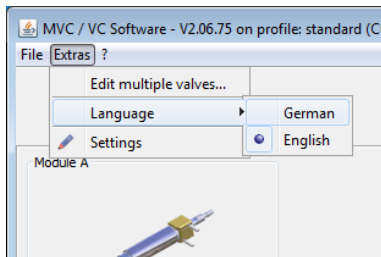 MVC / VC Software - V2.06.75 on profile: standard (C
File Extras ?
Edit multiple valves...
Language German
Settings English
Module A